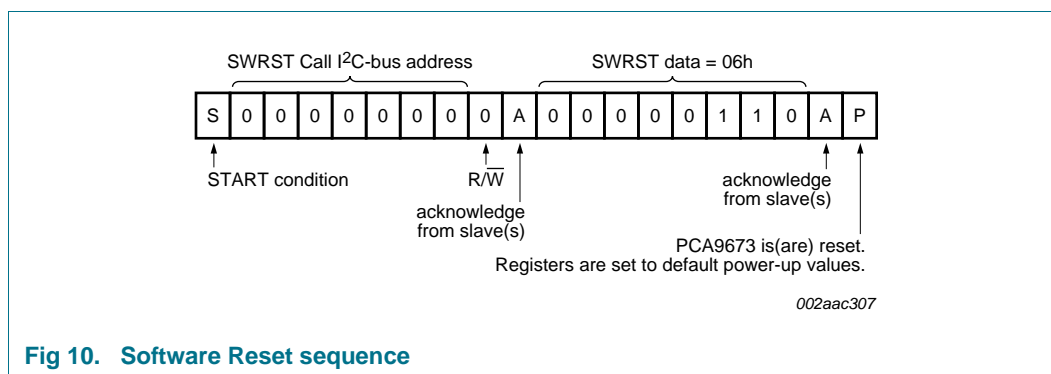 SWRST Call I2C-bus address SWRST data = 06h
S 0 0 0 0 0 0 0 0 A 0 0 0 0 0 1 1 0 A P
START condition R/W acknowledge
acknowledge from slave(s)
from slave(s)
PCA9673 is(are) reset.
Registers are set to default power-up values.
002aac307
Fig 10. Software Reset sequence